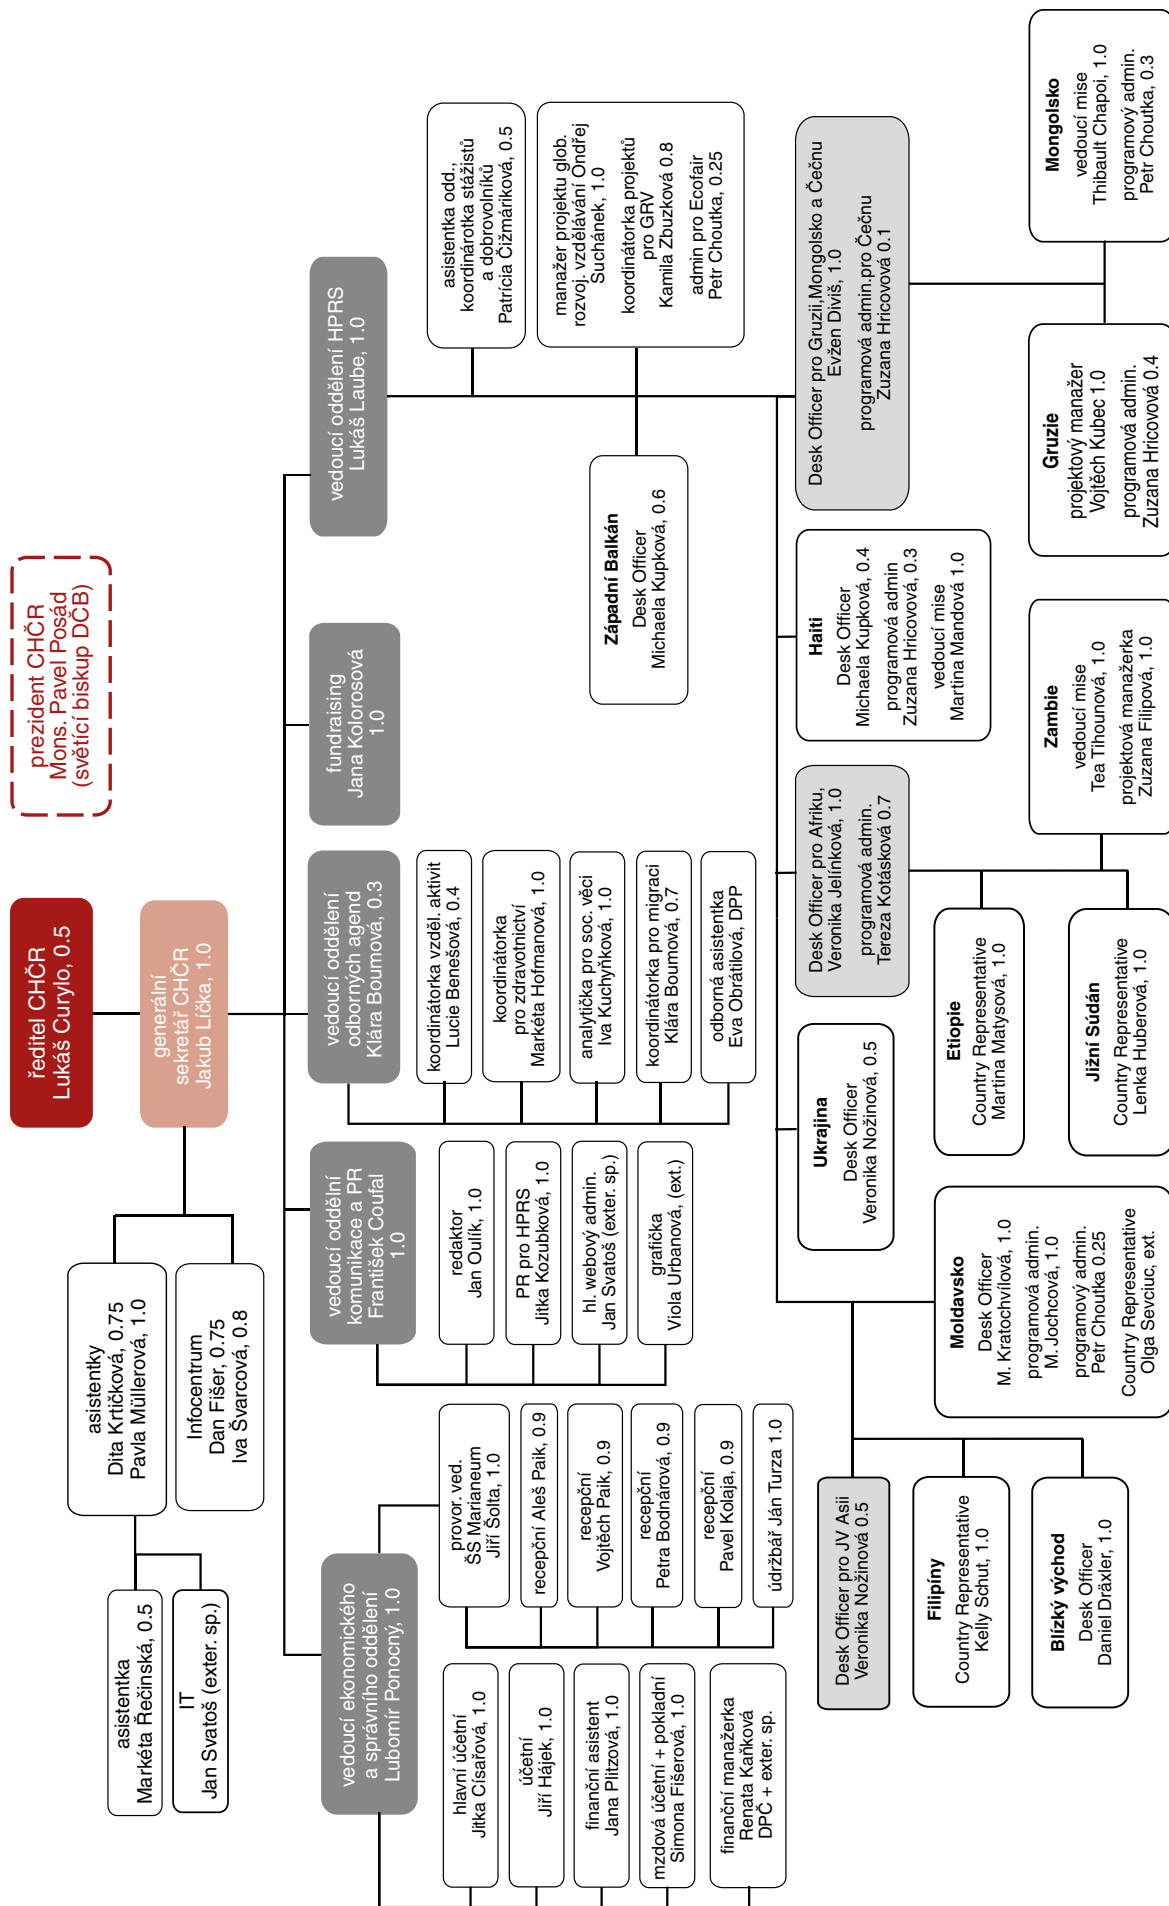 prezident CHČR
Mons. Pavel Posád
(světící biskup DČB)
ředitel CHČR
Lukáš Curylo, 0.5
generální
sekretář CHČR
Jakub Líčka, 1.0
asistentky
Dita Krtičková, 0.75
Pavla Müllerová, 1.0
Infocentrum
Dan Fišer, 0.75
Iva Švarcová, 0.8
asistentka
Markéta Řečinská, 0.5
IT
Jan Svatoš (exter. sp.)
vedoucí ekonomického
a správního oddělení
Lubomír Ponocný, 1.0
hlavní účetní
Jitka Císařová, 1.0
účetní
Jiří Hájek, 1.0
finanční asistent
Jana Plitzová, 1.0
mzdová účetní + pokladní
Simona Fišerová, 1.0
finanční manažerka
Renata Kaňková
DPČ + exter. sp.
provor. ved.
ŠS Marianeum
Jiří Šolta, 1.0
recepční Aleš Paik, 0.9
recepční
Vojtěch Paik, 0.9
recepční
Petra Bodnárová, 0.9
recepční
Pavel Kolaja, 0.9
údržbář Ján Turza 1.0
vedoucí oddělní
komunikace a PR
František Coufal
1.0
redaktor
Jan Oulík, 1.0
PR pro HPRS
Jitka Kozubková, 1.0
hl. webový admin.
Jan Svatoš (exter. sp.)
grafička
Viola Urbanová, (ext.)
vedoucí oddělení
odborných agend
Klára Boumová, 0.3
koordinátorka vzděl. aktivit
Lucie Benešová, 0.4
koordinátorka
pro zdravotnictví
Markéta Hofmanová, 1.0
analytička pro soc. věci
Iva Kuchyňková, 1.0
koordinátorka pro migraci
Klára Boumová, 0.7
odborná asistentka
Eva Obrátilová, DPP
fundraising
Jana Kolorosová
1.0
vedoucí oddělení HPRS
Lukáš Laube, 1.0
asistentka odd.,
koordinárotka stážistů
a dobrovolníků
Patrícia Čižmáriková, 0.5
manažer projektu glob.
rozvoj. vzdělávání Ondřej
Suchánek, 1.0
koordinátorka projektů
pro GRV
Kamila Zbuzková 0.8
admin pro Ecofair
Petr Choutka, 0.25
Západní Balkán
Desk Officer
Michaela Kupková, 0.6
Desk Officer pro JV Asii
Veronika Nožinová 0.5
Filipíny
Country Representative
Kelly Schut, 1.0
Blízký východ
Desk Officer
Daniel Dräxler, 1.0
Moldavsko
Desk Officer
M. Kratochvílová, 1.0
programová admin.
M. Jochcová, 1.0
programový admin.
Petr Choutka 0.25
Country Representative
Olga Sevciuc, ext.
Ukrajina
Desk Officer
Veronika Nožinová, 0.5
Desk Officer pro Afriku,
Veronika Jelínková, 1.0
programová admin.
Tereza Kotásková 0.7
Etiopie
Country Representative
Martina Matysová, 1.0
Jižní Súdán
Country Representative
Lenka Huberová, 1.0
Zambie
vedoucí mise
Tea Tihounová, 1.0
projektová manažerka
Zuzana Filipová, 1.0
Haiti
Desk Officer
Michaela Kupková, 0.4
programová admin
Zuzana Hricovová, 0.3
vedoucí mise
Martina Mandová 1.0
Desk Officer pro Gruzii,Mongolsko a Čečnu
Evžen Diviš, 1.0
programová admin.pro Čečnu
Zuzana Hricovová 0.1
Gruzie
projektový manažer
Vojtěch Kubec 1.0
programová admin.
Zuzana Hricovová 0.4
Mongolsko
vedoucí mise
Thibault Chapoi, 1.0
programový admin.
Petr Choutka, 0.3